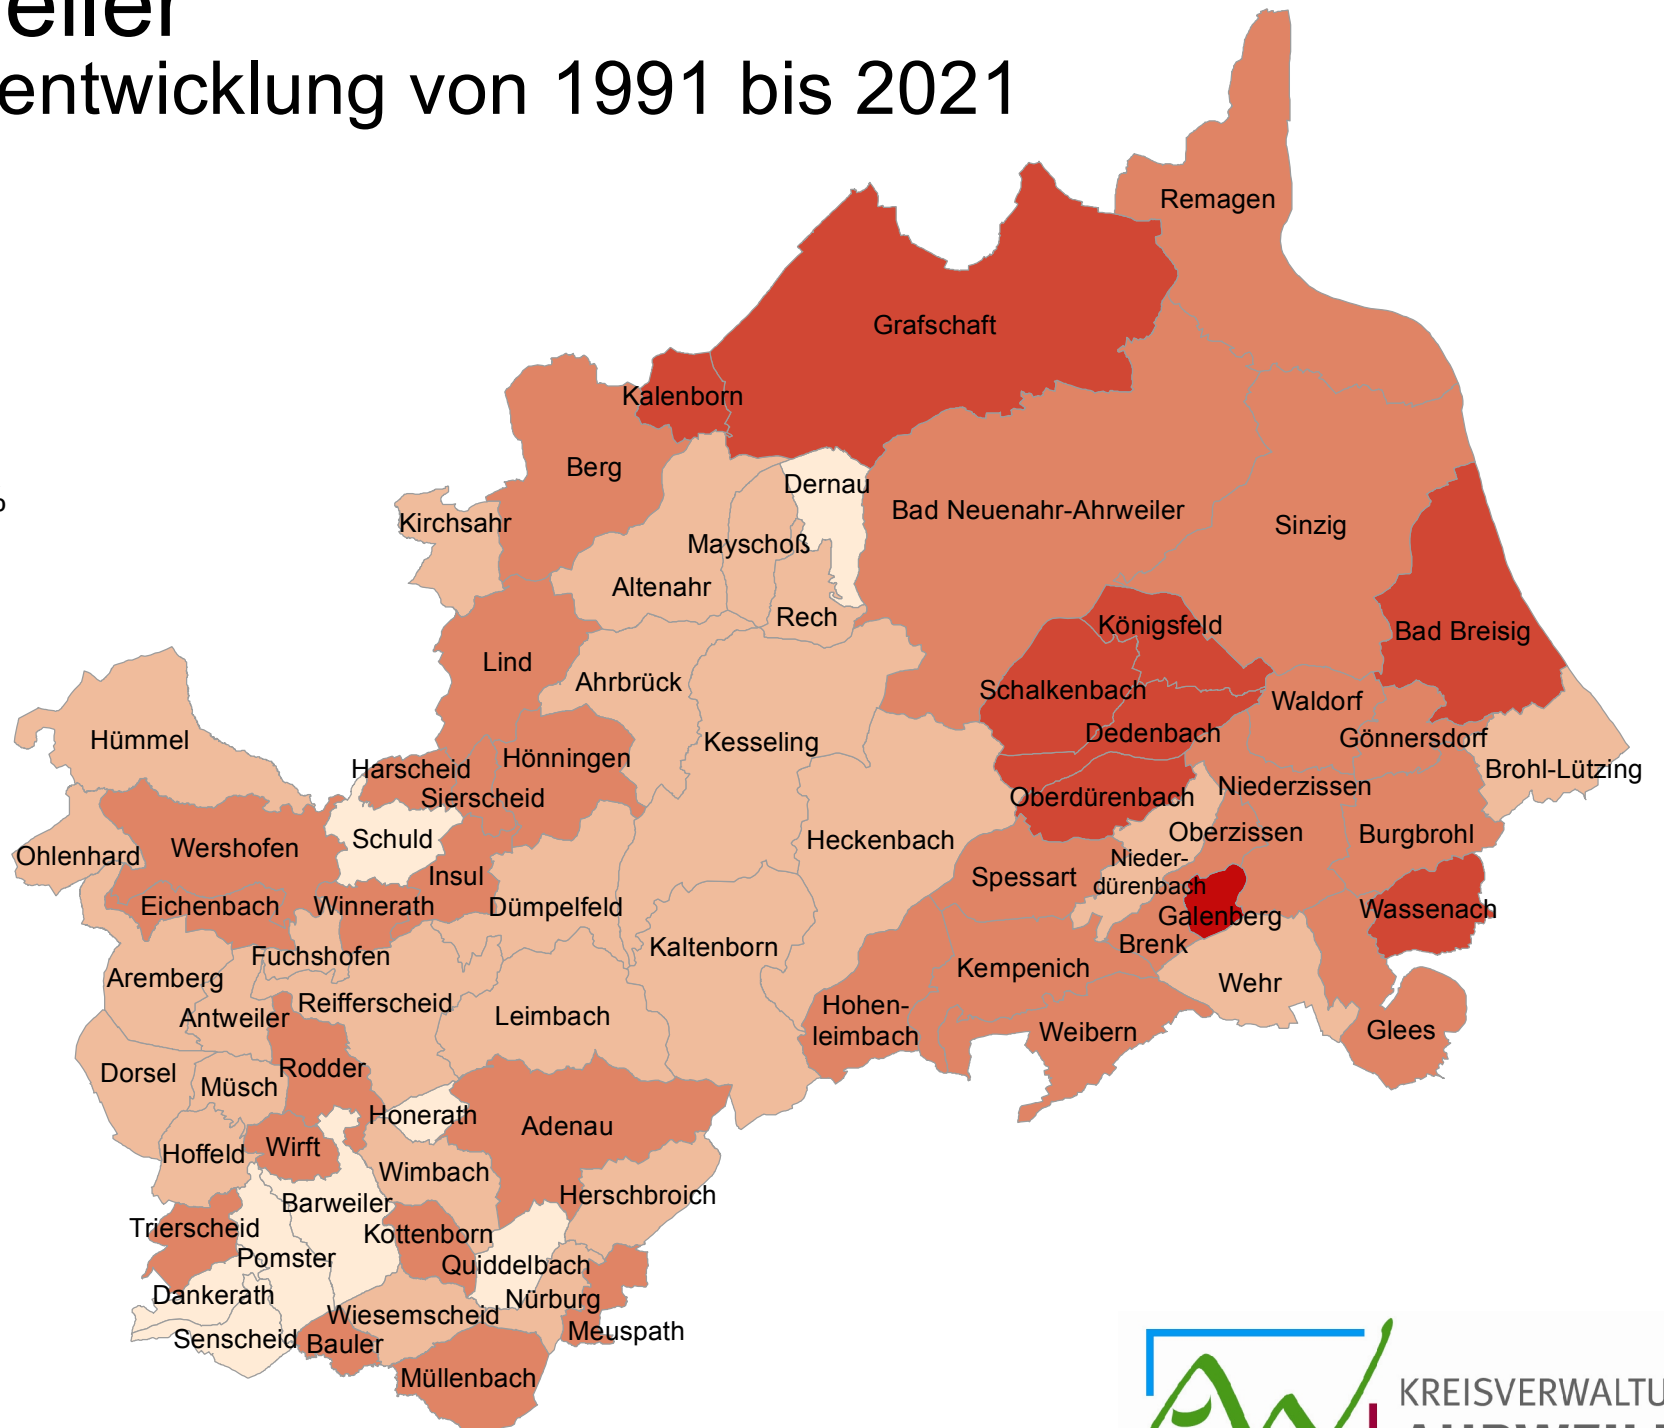 eller
entwicklung von 1991 bis 2021
Remagen
Grafschaft
Kalenborn
Berg
Dernau
Kirchsahr
Bad Neuenahr-Ahrweiler
Sinzig
Mayschoß
Altenahr
Rech
Königsfeld
Bad Breisig
Lind
Ahrbrück
Schalkenbach
Waldorf
Hümmel
Kesseling
Dedenbach
Gönnersdorf
Hönningen
Harscheid
Brohl-Lützing
Sierscheid
Oberdürenbach
Niederzissen
Schuld
Heckenbach
Oberzissen
Burgbrohl
Ohlenhard
Wershofen
Nieder-
dürenbach
Insul
Spessart
Eichenbach
Winnerath
Dümpelfeld
Galenberg
Wassenach
Kaltenborn
Brenk
Fuchshofen
Kempenich
Aremberg
Wehr
Reifferscheid
Hohen-
leimbach
Antweiler
Leimbach
Weibern
Glees
Dorsel
Rodder
Müsch
Honerath
Adenau
Hoffeld
Wirft
Wimbach
Herschbroich
Barweiler
Trierscheid
Kottenborn
Pomster
Quiddelbach
Dankerath
Nürburg
Wiesemscheid
Senscheid
Bauler
Meuspath
Müllenbach
KREISVERWALTU